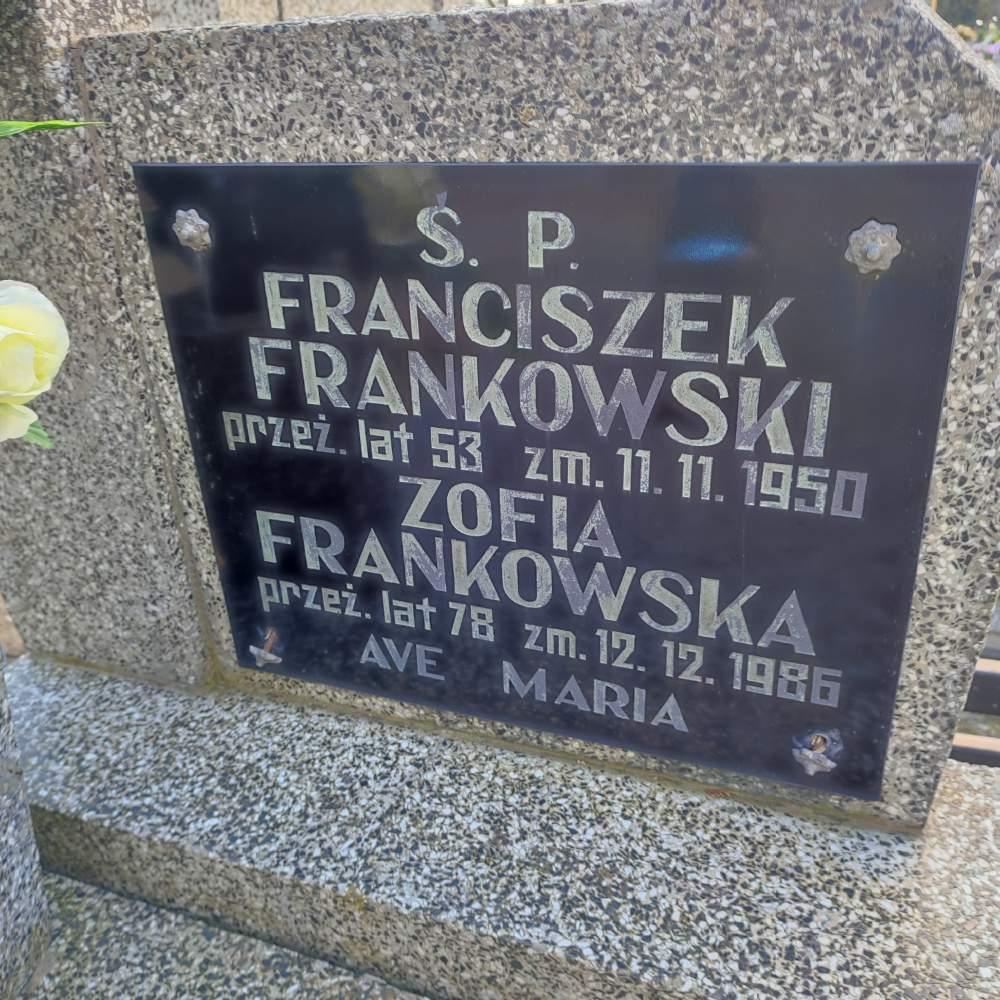 Ś. P.
FRANCISZEK
FRANKOWSKI
przeż. lat 53 zm. 11. 11. 1950
ZOFIA
FRANKOWSKA
przeż. lat 78 zm. 12. 12. 1986
AVE MARIA